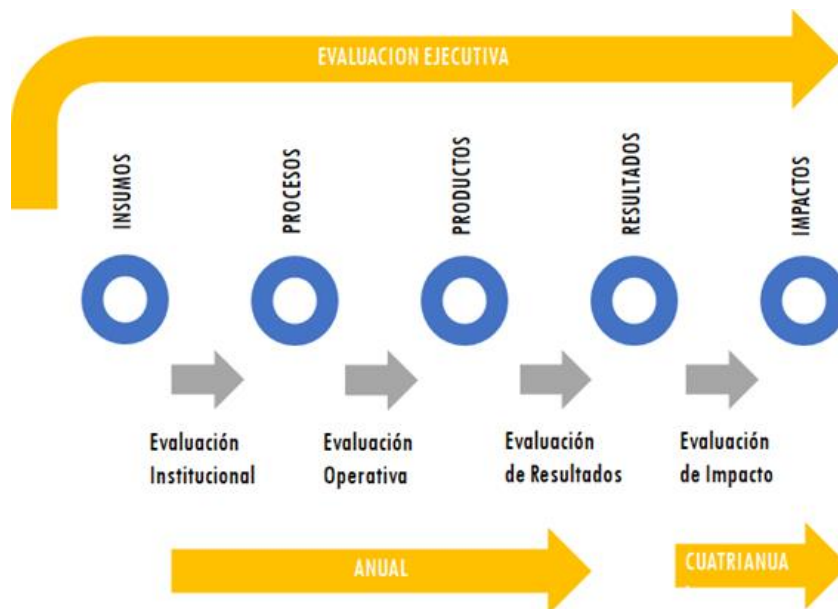 EVALUACION EJECUTIVA
INSUMOS
PROCESOS
PRODUCTOS
RESULTADOS
IMPACTOS
Evaluación
Institucional
Evaluación
Operativa
Evaluación
de Resultados
Evaluación
de Impacto
ANUAL
CUATRIANUA